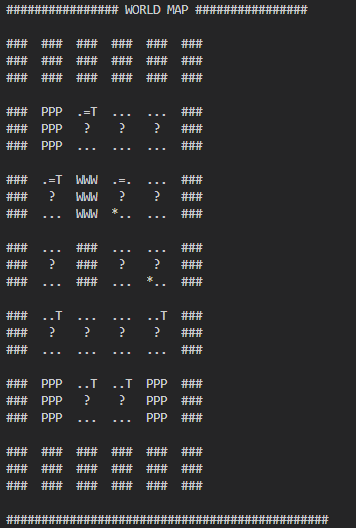 ################ WORLD MAP ################
###  ###  ###  ###  ###  ###
###  ###  ###  ###  ###  ###
###  ###  ###  ###  ###  ###
###  PPP  .=T  ...  ...  ###
###  PPP   ?    ?    ?   ###
###  PPP  ...  ...  ...  ###
###  .=T  WWW  .=.  ...  ###
###   ?   WWW   ?    ?   ###
###  ...  WWW  *..  ...  ###
###  ...  ###  ...  ...  ###
###   ?   ###   ?    ?   ###
###  ...  ###  ...  *..  ###
###  ..T  ...  ...  ..T  ###
###   ?    ?    ?    ?   ###
###  ...  ...  ...  ...  ###
###  PPP  ..T  ..T  PPP  ###
###  PPP   ?    ?   PPP  ###
###  PPP  ...  ...  PPP  ###
###  ###  ###  ###  ###  ###
###  ###  ###  ###  ###  ###
###  ###  ###  ###  ###  ###
##############################################